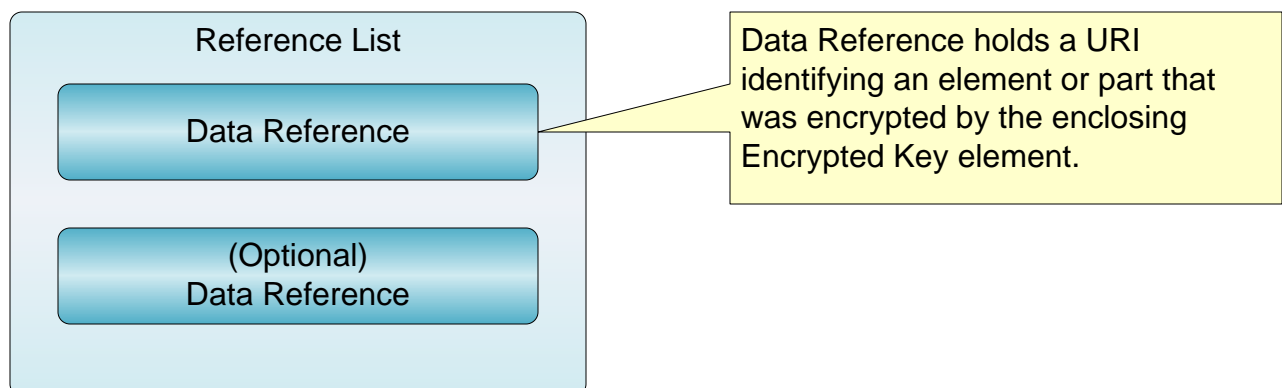 Reference List
Data Reference
(Optional)
Data Reference
Data Reference holds a URI
identifying an element or part that
was encrypted by the enclosing
Encrypted Key element.